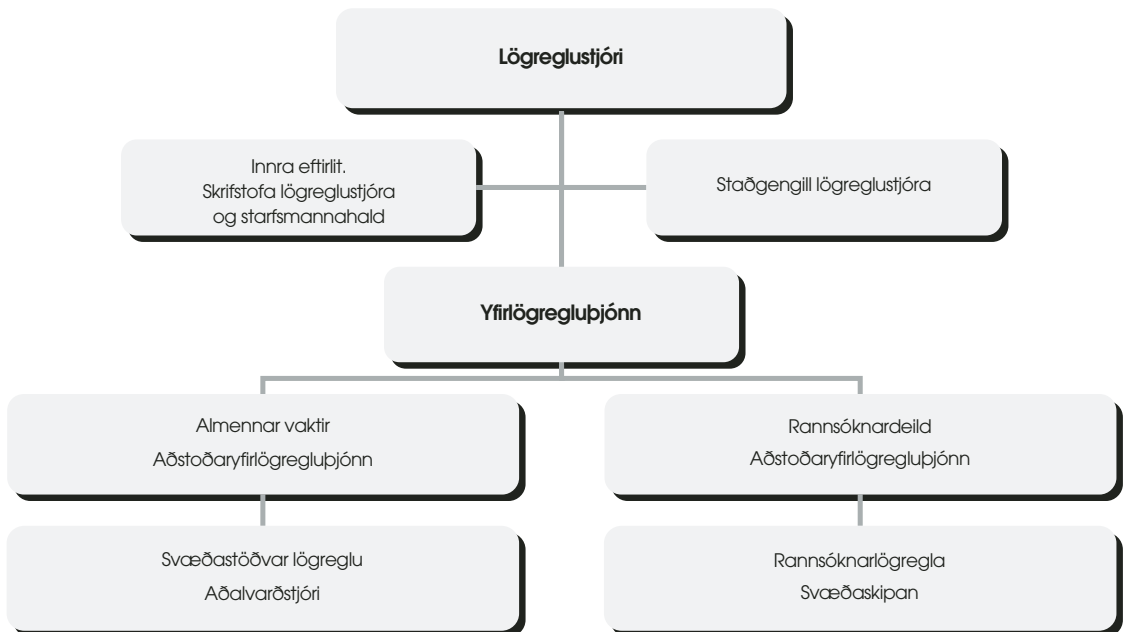 Lögreglustjóri
Innra eftirlit.
Skrifstofa lögreglustjóra
og starfsmannahald
Staðgengill lögreglustjóra
Yfirlögregluþjónn
Almennar vaktir
Aðstoðaryfirlögregluþjónn
Rannsóknardeild
Aðstoðaryfirlögregluþjónn
Svæðastöðvar lögreglu
Aðalvarðstjóri
Rannsóknarlögregla
Svæðaskipan